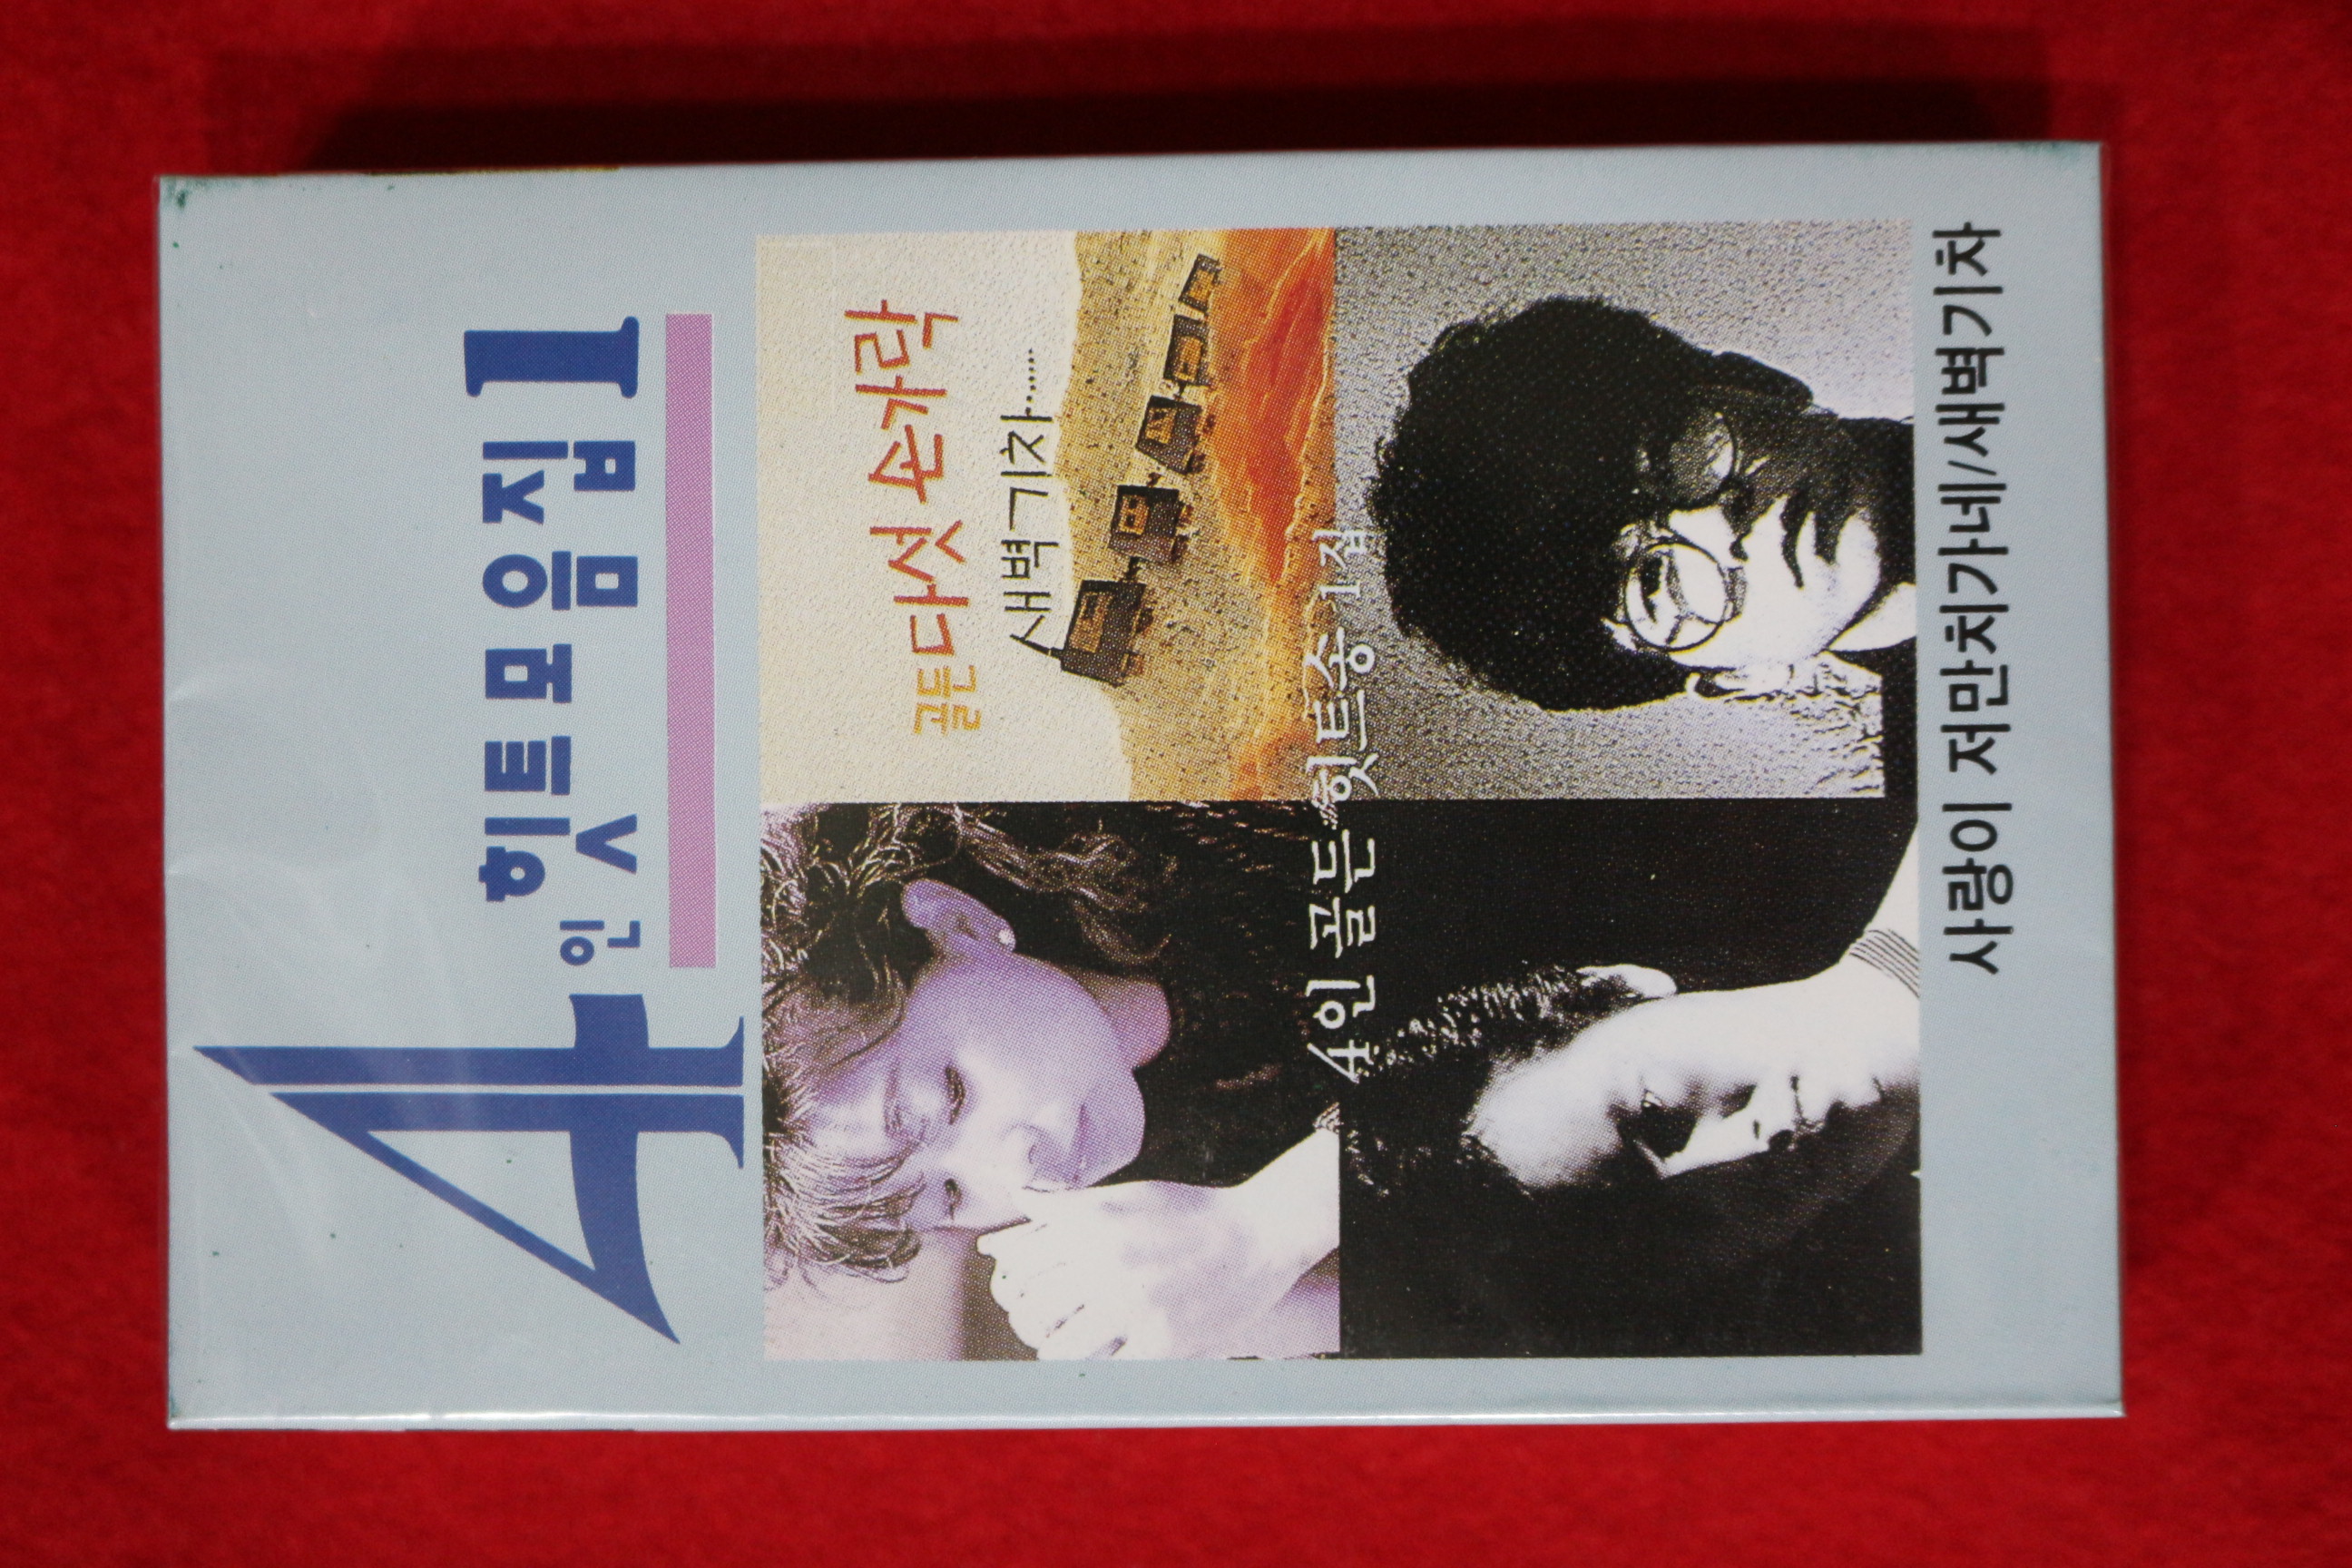 4인 힛트모음집 1
골든 다섯 손가락
새벽기차......
4인 골든 힛트송 1집
사랑이 저만치가네/새벽기차